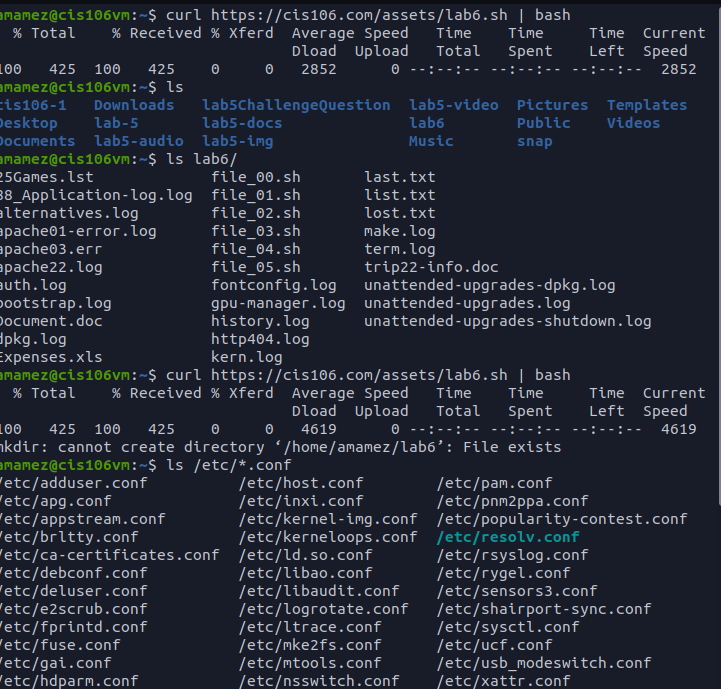 amamez@cis106vm:~$ curl https://cis106.com/assets/lab6.sh | bash
% Total % Received % Xferd Average Speed Time Time Time Current
Dload Upload Total Spent Left Speed
100 425 100 425 0 0 2852 0 --:--:-- --:--:-- --:--:-- 2852
amamez@cis106vm:~$ ls
cis106-1 Downloads lab5ChallengeQuestion lab5-video Pictures Templates
Desktop lab-5 lab5-docs lab6 Public Videos
Documents lab5-audio lab5-img Music snap
amamez@cis106vm:~$ ls lab6/
25Games.lst file_00.sh last.txt
38_Application-log.log file_01.sh list.txt
alternatives.log file_02.sh lost.txt
apache01-error.log file_03.sh make.log
apache03.err file_04.sh term.log
apache22.log file_05.sh trip22-info.doc
auth.log fontconfig.log unattended-upgrades-dpkg.log
bootstrap.log gpu-manager.log unattended-upgrades.log
Document.doc history.log unattended-upgrades-shutdown.log
dpkg.log http404.log
Expenses.xls kern.log
amamez@cis106vm:~$ curl https://cis106.com/assets/lab6.sh | bash
% Total % Received % Xferd Average Speed Time Time Time Current
Dload Upload Total Spent Left Speed
100 425 100 425 0 0 4619 0 --:--:-- --:--:-- --:--:-- 4619
mkdir: cannot create directory ‘/home/amamez/lab6’: File exists
amamez@cis106vm:~$ ls /etc/*.conf
/etc/adduser.conf /etc/host.conf /etc/pam.conf
/etc/apg.conf /etc/inxi.conf /etc/pnm2ppa.conf
/etc/appstream.conf /etc/kernel-img.conf /etc/popularity-contest.conf
/etc/brltty.conf /etc/kerneloops.conf /etc/resolv.conf
/etc/ca-certificates.conf /etc/ld.so.conf /etc/rsyslog.conf
/etc/debconf.conf /etc/libao.conf /etc/rygel.conf
/etc/deluser.conf /etc/libaudit.conf /etc/sensors3.conf
/etc/e2scrub.conf /etc/logrotate.conf /etc/shairport-sync.conf
/etc/fprintd.conf /etc/ltrace.conf /etc/sysctl.conf
/etc/fuse.conf /etc/mke2fs.conf /etc/ucf.conf
/etc/gai.conf /etc/mtools.conf /etc/usb_modeswitch.conf
/etc/hdparm.conf /etc/nsswitch.conf /etc/xattr.conf